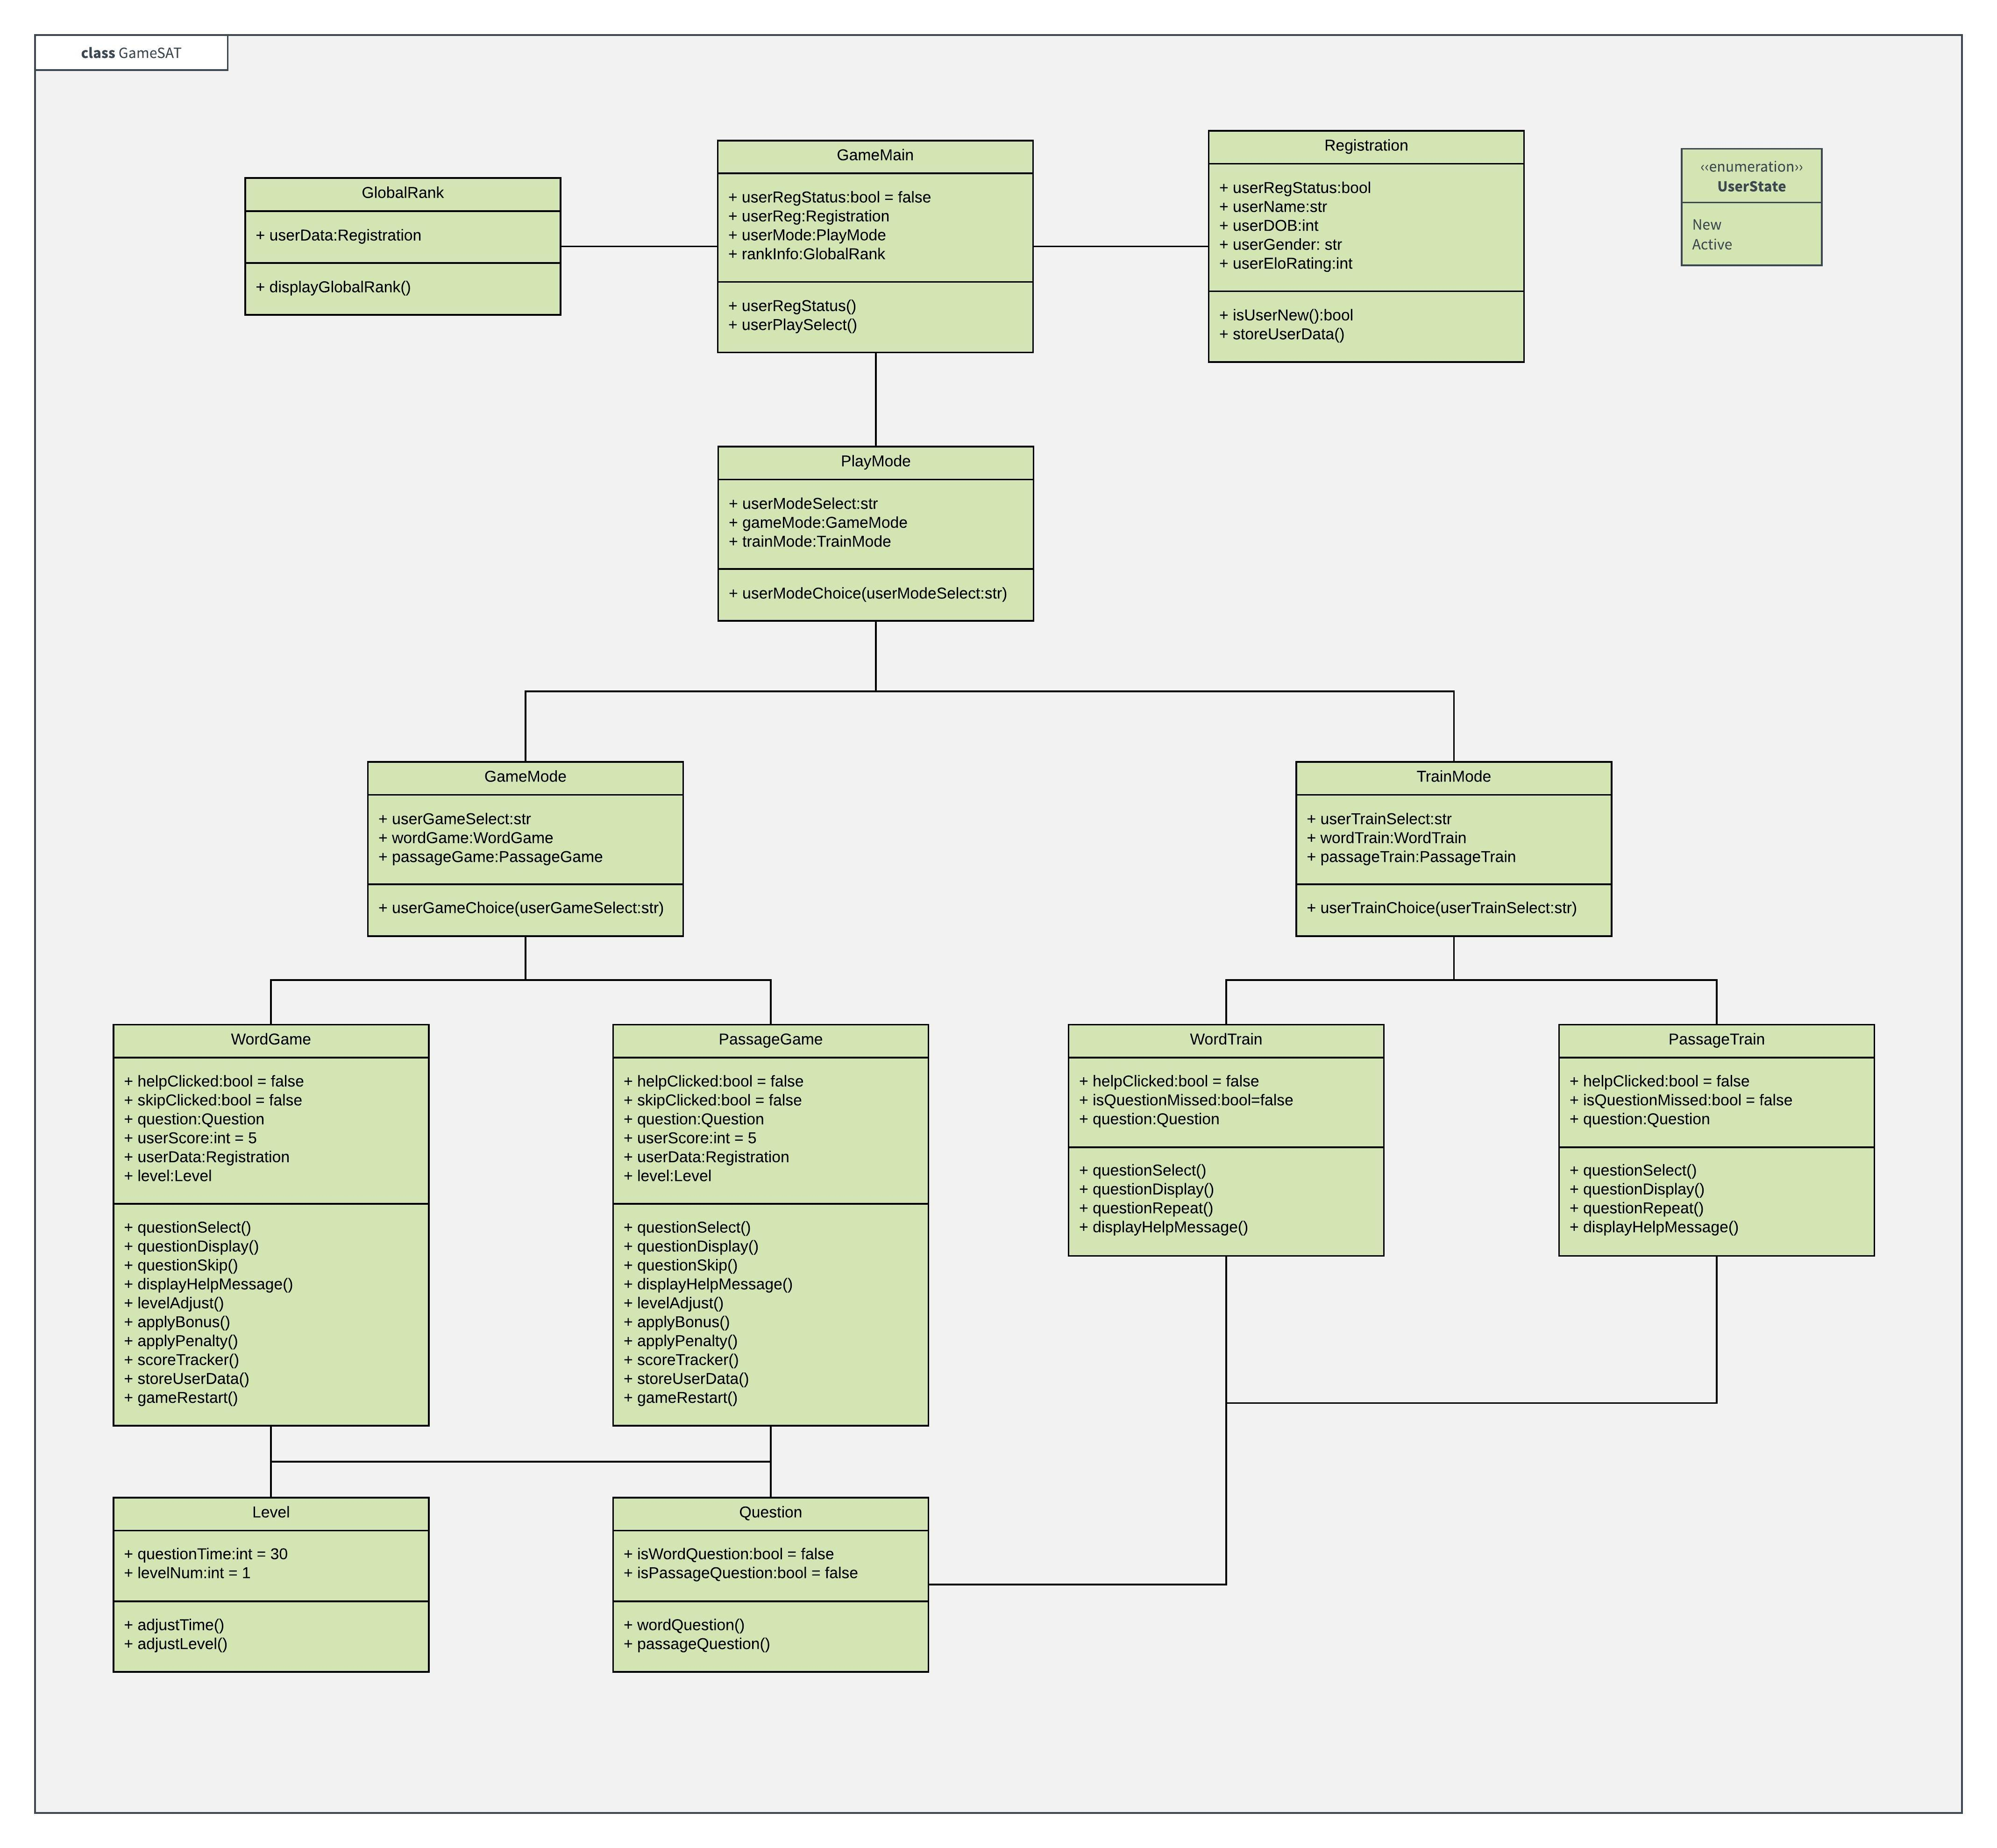 class GameSAT
GlobalRank
+ userData:Registration
+ displayGlobalRank()
GameMain
+ userRegStatus:bool = false
+ userReg:Registration
+ userMode:PlayMode
+ rankInfo:GlobalRank
+ userRegStatus()
+ userPlaySelect()
Registration
+ userRegStatus:bool
+ userName:str
+ userDOB:int
+ userGender: str
+ userEloRating:int
+ isUserNew():bool
+ storeUserData()
‹‹enumeration››
UserState
New
Active
PlayMode
+ userModeSelect:str
+ gameMode:GameMode
+ trainMode:TrainMode
+ userModeChoice(userModeSelect:str)
GameMode
+ userGameSelect:str
+ wordGame:WordGame
+ passageGame:PassageGame
+ userGameChoice(userGameSelect:str)
TrainMode
+ userTrainSelect:str
+ wordTrain:WordTrain
+ passageTrain:PassageTrain
+ userTrainChoice(userTrainSelect:str)
WordGame
+ helpClicked:bool = false
+ skipClicked:bool = false
+ question:Question
+ userScore:int = 5
+ userData:Registration
+ level:Level
+ questionSelect()
+ questionDisplay()
+ questionSkip()
+ displayHelpMessage()
+ levelAdjust()
+ applyBonus()
+ applyPenalty()
+ scoreTracker()
+ storeUserData()
+ gameRestart()
PassageGame
+ helpClicked:bool = false
+ skipClicked:bool = false
+ question:Question
+ userScore:int = 5
+ userData:Registration
+ level:Level
+ questionSelect()
+ questionDisplay()
+ questionSkip()
+ displayHelpMessage()
+ levelAdjust()
+ applyBonus()
+ applyPenalty()
+ scoreTracker()
+ storeUserData()
+ gameRestart()
WordTrain
+ helpClicked:bool = false
+ isQuestionMissed:bool=false
+ question:Question
+ questionSelect()
+ questionDisplay()
+ questionRepeat()
+ displayHelpMessage()
PassageTrain
+ helpClicked:bool = false
+ isQuestionMissed:bool = false
+ question:Question
+ questionSelect()
+ questionDisplay()
+ questionRepeat()
+ displayHelpMessage()
Level
+ questionTime:int = 30
+ levelNum:int = 1
+ adjustTime()
+ adjustLevel()
Question
+ isWordQuestion:bool = false
+ isPassageQuestion:bool = false
+ wordQuestion()
+ passageQuestion()